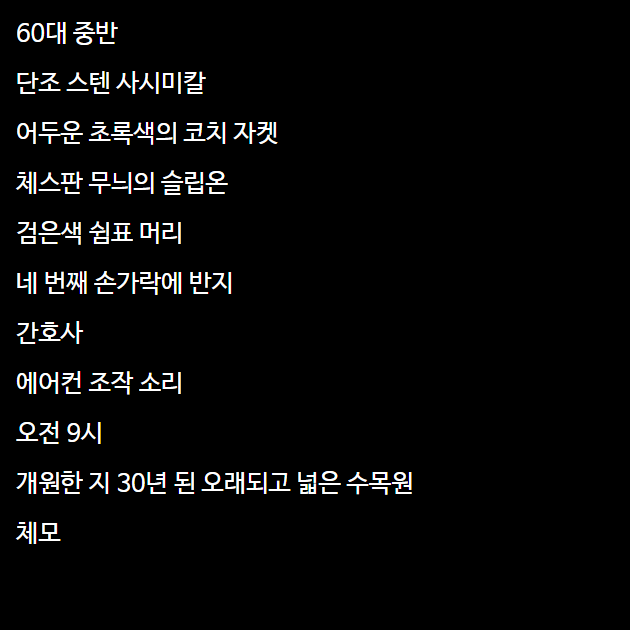 60대 중반
단조 스텐 사시미칼
어두운 초록색의 코치 자켓
체스판 무늬의 슬립온
검은색 쉼표 머리
네 번째 손가락에 반지
간호사
에어컨 조작 소리
오전 9시
개원한 지 30년 된 오래되고 넓은 수목원
체모